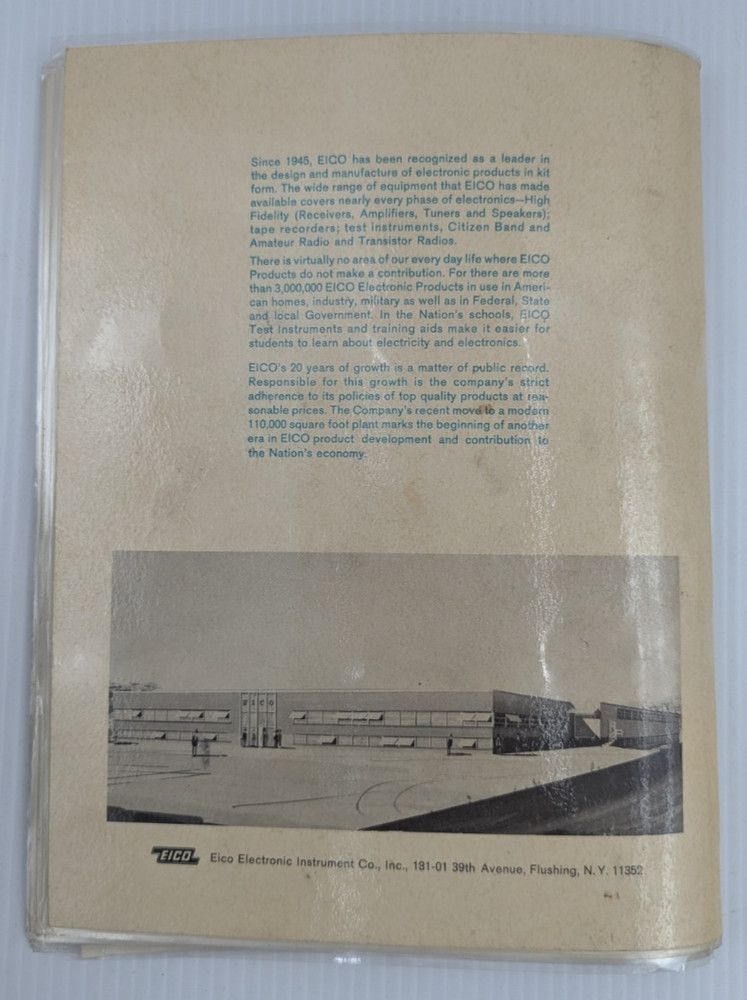 Since 1945, EICO has been recognized as a leader in
the design and manufacture of electronic products in kit
form. The wide range of equipment that EICO has made
available covers nearly every phase of electronics—High
Fidelity (Receivers, Amplifiers, Tuners and Speakers);
tape recorders; test instruments, Citizen Band and
Amateur Radio and Transistor Radios.
There is virtually no area of our every day life where EICO
Products do not make a contribution. For there are more
than 3,000,000 EICO Electronic Products in use in Ameri-
can homes, industry, military as well as in Federal, State
and local Government. In the Nation's schools, EICO
Test Instruments and training aids make it easier for
students to learn about electricity and electronics.
EICO's 20 years of growth is a matter of public record.
Responsible for this growth is the company's strict
adherence to its policies of top quality products at rea-
sonable prices. The Company's recent move to a modern
110,000 square foot plant marks the beginning of another
era in EICO product development and contribution to
the Nation's economy.
EICO
EICO Eico Electronic Instrument Co., Inc., 131-01 39th Avenue, Flushing, N.Y. 11352